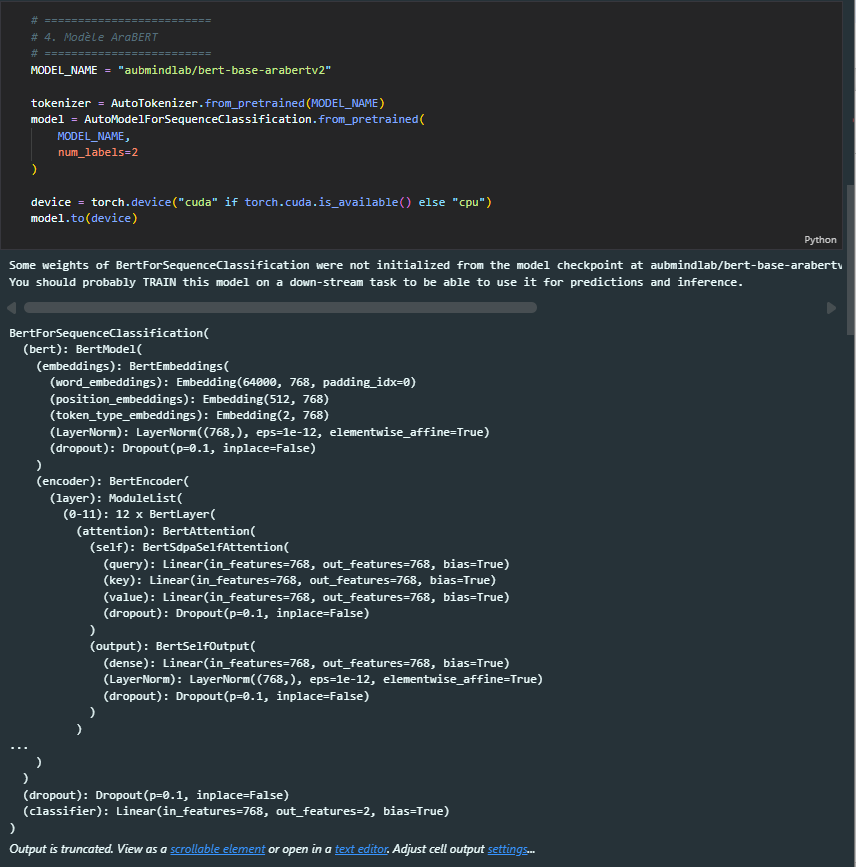 # =========================
# 4. Modèle AraBERT
# =========================
MODEL_NAME = "aubmindlab/bert-base-arabertv2"

tokenizer = AutoTokenizer.from_pretrained(MODEL_NAME)
model = AutoModelForSequenceClassification.from_pretrained(
    MODEL_NAME,
    num_labels=2
)

device = torch.device("cuda" if torch.cuda.is_available() else "cpu")
model.to(device)
Python
Some weights of BertForSequenceClassification were not initialized from the model checkpoint at aubmindlab/bert-base-arabertv
You should probably TRAIN this model on a down-stream task to be able to use it for predictions and inference.
BertForSequenceClassification(
  (bert): BertModel(
    (embeddings): BertEmbeddings(
      (word_embeddings): Embedding(64000, 768, padding_idx=0)
      (position_embeddings): Embedding(512, 768)
      (token_type_embeddings): Embedding(2, 768)
      (LayerNorm): LayerNorm((768,), eps=1e-12, elementwise_affine=True)
      (dropout): Dropout(p=0.1, inplace=False)
    )
    (encoder): BertEncoder(
      (layer): ModuleList(
        (0-11): 12 x BertLayer(
          (attention): BertAttention(
            (self): BertSdpaSelfAttention(
              (query): Linear(in_features=768, out_features=768, bias=True)
              (key): Linear(in_features=768, out_features=768, bias=True)
              (value): Linear(in_features=768, out_features=768, bias=True)
              (dropout): Dropout(p=0.1, inplace=False)
            )
            (output): BertSelfOutput(
              (dense): Linear(in_features=768, out_features=768, bias=True)
              (LayerNorm): LayerNorm((768,), eps=1e-12, elementwise_affine=True)
              (dropout): Dropout(p=0.1, inplace=False)
            )
          )
...
    )
  )
  (dropout): Dropout(p=0.1, inplace=False)
  (classifier): Linear(in_features=768, out_features=2, bias=True)
)
Output is truncated. View as a scrollable element or open in a text editor. Adjust cell output settings...